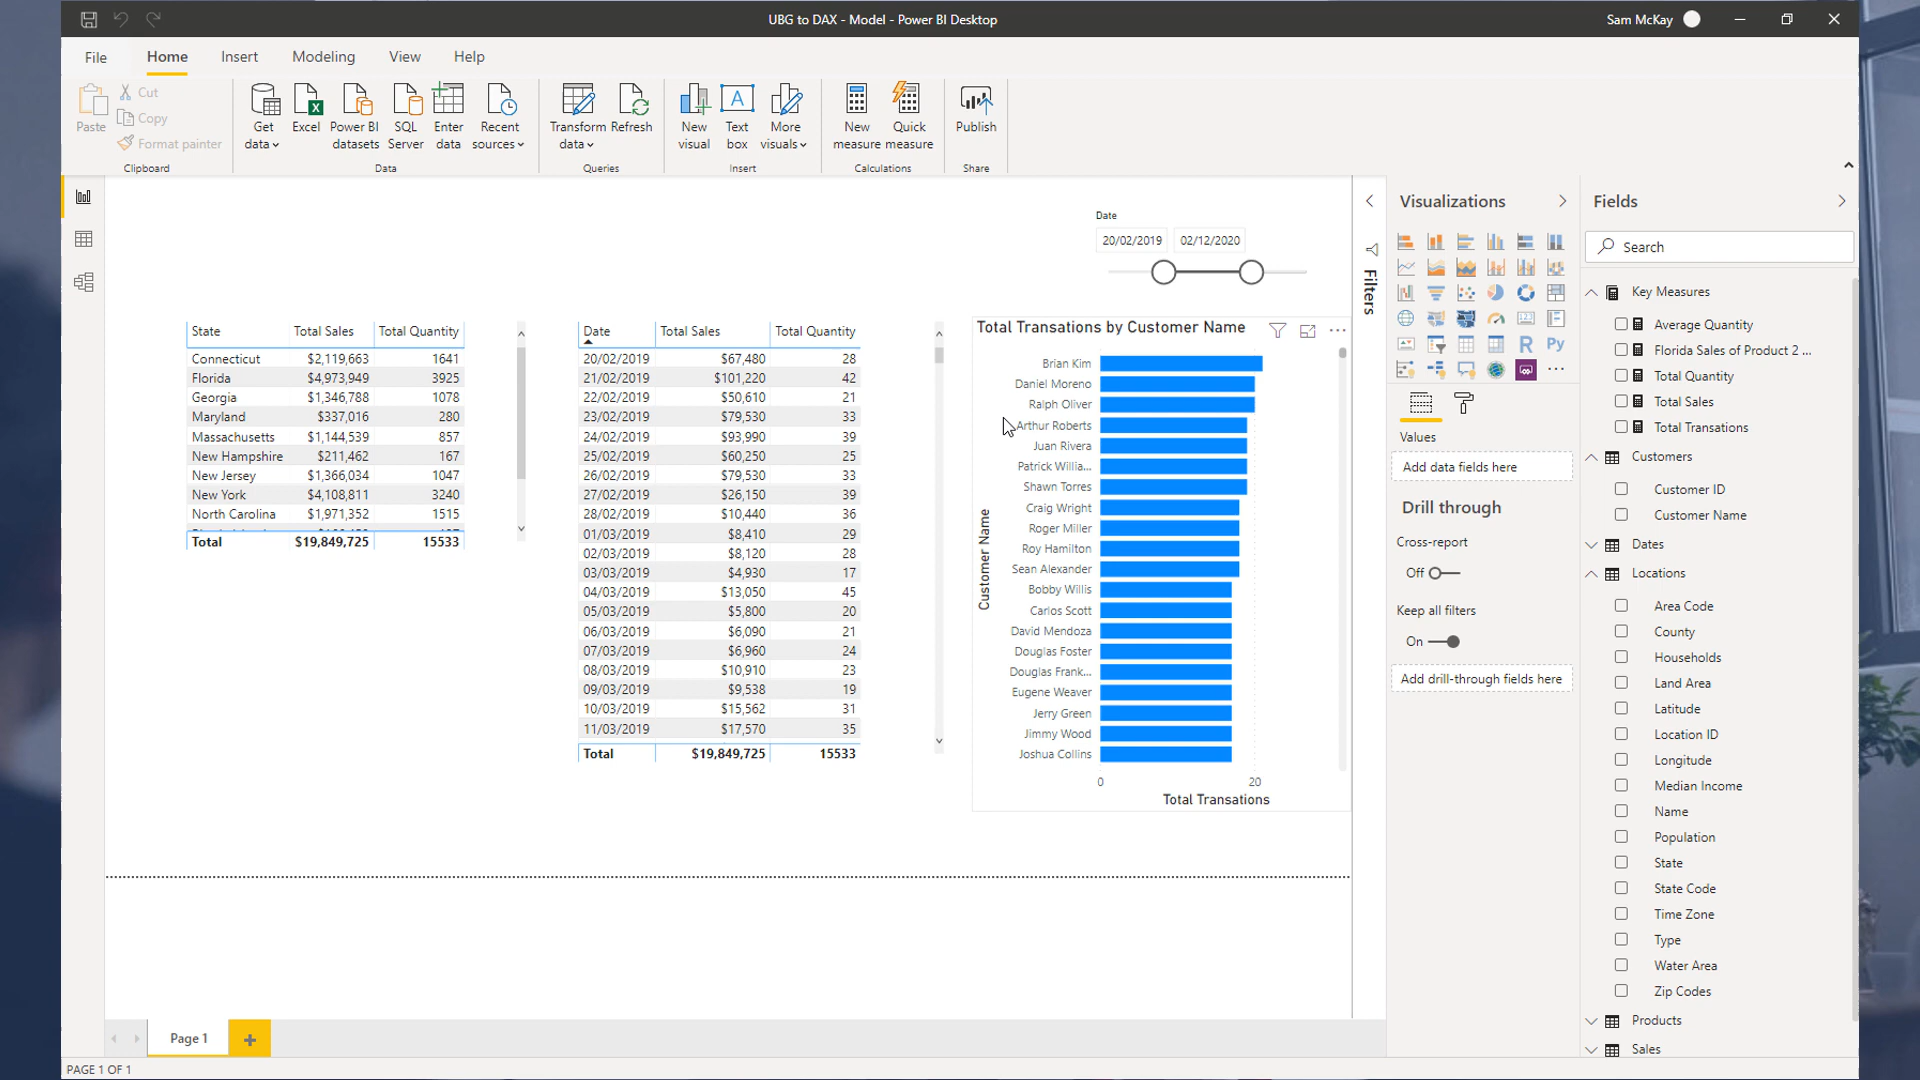 UBG to DAX - Model - Power BI Desktop
Sam McKay
File Home Insert Modeling View Help
Paste
Cut
Copy
Format painter
Clipboard
Get data
Excel
Power BI datasets
SQL Server
Enter data
Recent sources
Data
Transform data
Refresh
Queries
New visual
Text box
More visuals
Insert
New measure
Quick measure
Calculations
Publish
Share
Date
20/02/2019 02/12/2020
State Total Sales Total Quantity
Connecticut $2,119,663 1641
Florida $4,973,949 3925
Georgia $1,346,788 1078
Maryland $337,016 280
Massachusetts $1,144,539 857
New Hampshire $211,462 167
New Jersey $1,366,034 1047
New York $4,108,811 3240
North Carolina $1,971,352 1515
Total $19,849,725 15533
Date Total Sales Total Quantity
20/02/2019 $67,480 28
21/02/2019 $101,220 42
22/02/2019 $50,610 21
23/02/2019 $79,530 33
24/02/2019 $93,990 39
25/02/2019 $60,250 25
26/02/2019 $79,530 33
27/02/2019 $26,150 39
28/02/2019 $10,440 36
01/03/2019 $8,410 29
02/03/2019 $8,120 28
03/03/2019 $4,930 17
04/03/2019 $13,050 45
05/03/2019 $5,800 20
06/03/2019 $6,090 21
07/03/2019 $6,960 24
08/03/2019 $10,910 23
09/03/2019 $9,538 19
10/03/2019 $15,562 31
11/03/2019 $17,570 35
Total $19,849,725 15533
Total Transations by Customer Name
Customer Name
Brian Kim
Daniel Moreno
Ralph Oliver
Arthur Roberts
Juan Rivera
Patrick Willia...
Shawn Torres
Craig Wright
Roger Miller
Roy Hamilton
Sean Alexander
Bobby Willis
Carlos Scott
David Mendoza
Douglas Foster
Douglas Frank...
Eugene Weaver
Jerry Green
Jimmy Wood
Joshua Collins
0 20
Total Transations
Filters
Visualizations
R Py
Values
Add data fields here
Drill through
Cross-report
Off
Keep all filters
On
Add drill-through fields here
Fields
Search
Key Measures
Average Quantity
Florida Sales of Product 2 ...
Total Quantity
Total Sales
Total Transations
Customers
Customer ID
Customer Name
Dates
Locations
Area Code
County
Households
Land Area
Latitude
Location ID
Longitude
Median Income
Name
Population
State
State Code
Time Zone
Type
Water Area
Zip Codes
Products
Sales
Page 1
PAGE 1 OF 1